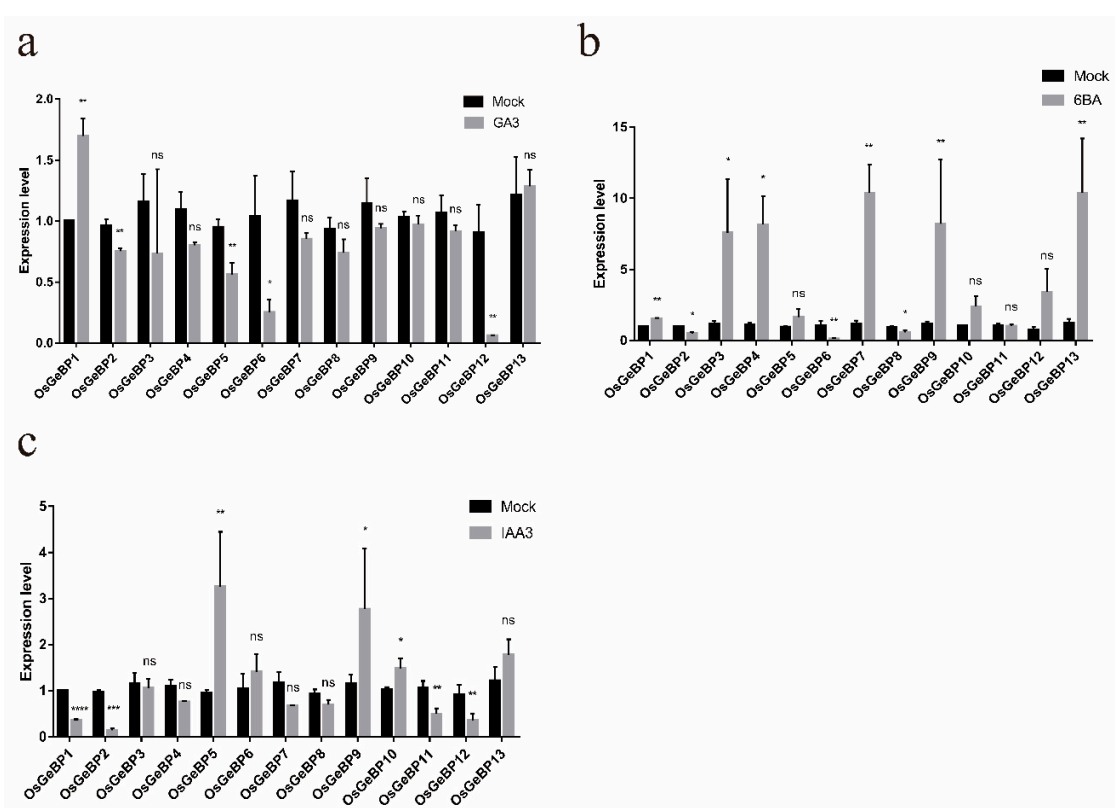 a
Mock
GA3
Expression level
2.0
1.5
1.0
0.5
0.0
**
**
ns
ns
**
*
ns
ns
ns
ns
ns
**
ns
OsGeBP1
OsGeBP2
OsGeBP3
OsGeBP4
OsGeBP5
OsGeBP6
OsGeBP7
OsGeBP8
OsGeBP9
OsGeBP10
OsGeBP11
OsGeBP12
OsGeBP13
b
Mock
6BA
Expression level
15
10
5
0
**
*
*
*
ns
**
**
*
**
ns
ns
ns
**
OsGeBP1
OsGeBP2
OsGeBP3
OsGeBP4
OsGeBP5
OsGeBP6
OsGeBP7
OsGeBP8
OsGeBP9
OsGeBP10
OsGeBP11
OsGeBP12
OsGeBP13
c
Mock
IAA3
Expression level
5
4
3
2
1
0
****
***
ns
ns
**
ns
ns
ns
*
*
**
**
ns
OsGeBP1
OsGeBP2
OsGeBP3
OsGeBP4
OsGeBP5
OsGeBP6
OsGeBP7
OsGeBP8
OsGeBP9
OsGeBP10
OsGeBP11
OsGeBP12
OsGeBP13